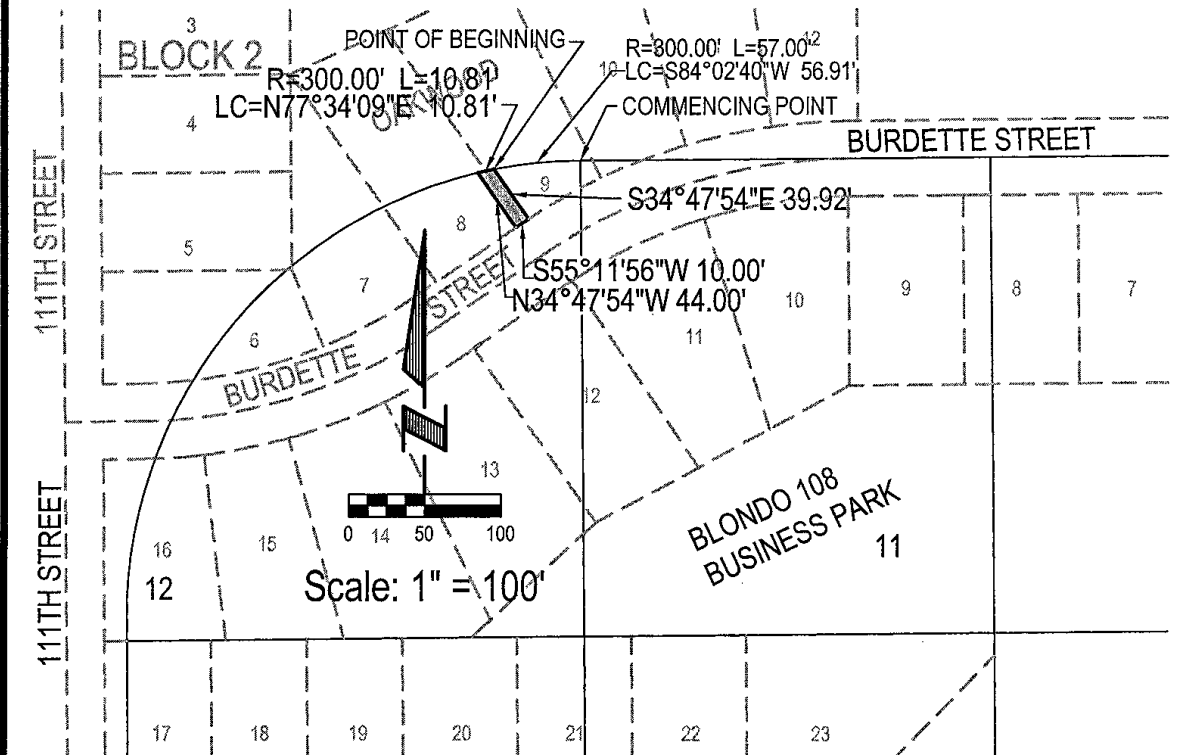 3
BLOCK 2
POINT OF BEGINNING
R=300.00' L=57.00'
12
10
LC=S84°02'40"W 56.91'
R=300.00' L=10.81'
LC=N77°34'09"E 10.81'
OAKWOOD
COMMENCING POINT
4
BURDETTE STREET
9
S34°47'54"E 39.92'
8
5
111TH STREET
S55°11'56"W 10.00'
N34°47'54"W 44.00'
7
10
9
8
7
6
11
BURDETTE STREET
12
13
BLONDO 108
BUSINESS PARK
11
0 14 50 100
16
15
12
Scale: 1" = 100'
111TH STREET
17
18
19
20
21
22
23